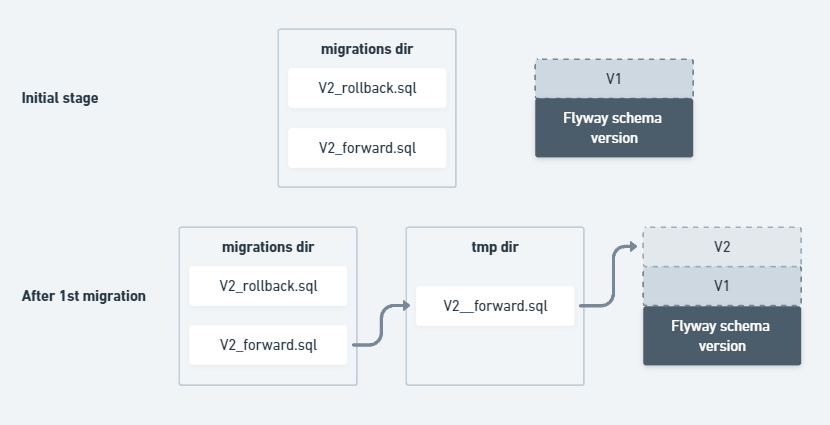 migrations dir
V2_rollback.sql
V2_forward.sql
Initial stage
V1
Flyway schema
version
After 1st migration
migrations dir
V2_rollback.sql
V2_forward.sql
tmp dir
V2__forward.sql
V2
V1
Flyway schema
version